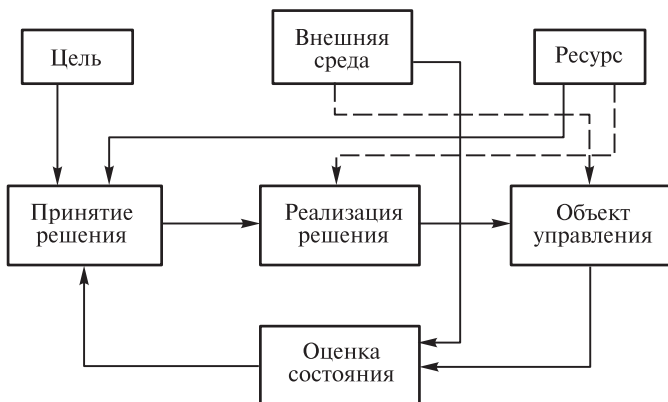 Цель
Внешняя
среда
Ресурс
Принятие
решения
Реализация
решения
Объект
управления
Оценка
состояния